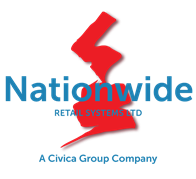 Nationwide
RETAIL SYSTEMS LTD
A Civica Group Company